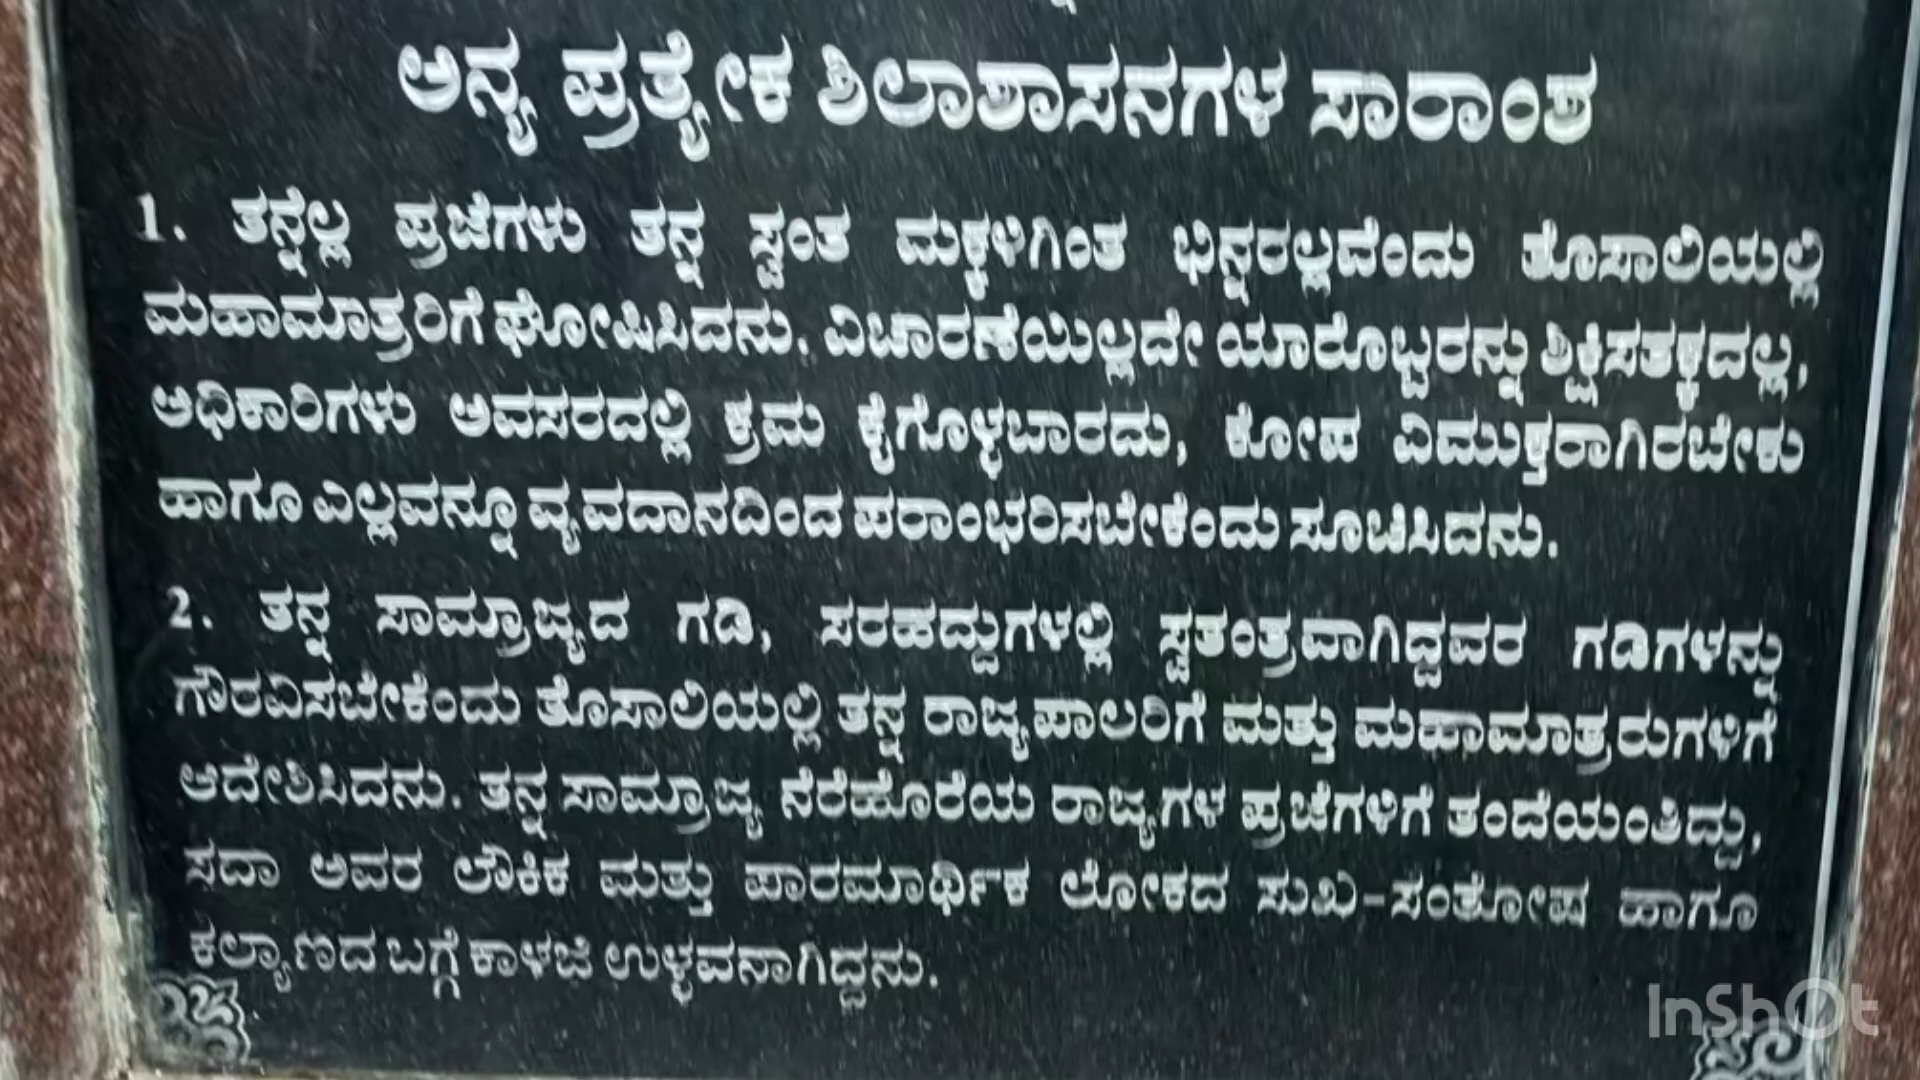 ಅನ್ಯ ಪ್ರತ್ಯೇಕ ಶಿಲಾಶಾಸನಗಳ ಸಾರಾಂಶ
1. ತನ್ನೆಲ್ಲ ಪ್ರಜೆಗಳು ತನ್ನ ಸ್ವಂತ ಮಕ್ಕಳಿಗಿಂತ ಭಿನ್ನರಲ್ಲವೆಂದು ತೊಸಾಲಿಯಲ್ಲಿ
ಮಹಾಮಾತ್ರರಿಗೆ ಘೋಷಿಸಿದನು. ವಿಚಾರಣೆಯಿಲ್ಲದೇ ಯಾರೊಬ್ಬರನ್ನು ಶಿಕ್ಷಿಸತಕ್ಕದಲ್ಲ,
ಅಧಿಕಾರಿಗಳು ಅವಸರದಲ್ಲಿ ಕ್ರಮ ಕೈಗೊಳ್ಳಬಾರದು, ಕೋಪ ವಿಮುಕ್ತರಾಗಿರಬೇಕು
ಹಾಗೂ ಎಲ್ಲವನ್ನೂ ವ್ಯವದಾನದಿಂದ ಪರಾಂಭರಿಸಬೇಕೆಂದು ಸೂಚಿಸಿದನು.
2. ತನ್ನ ಸಾಮ್ರಾಜ್ಯದ ಗಡಿ, ಸರಹದ್ದುಗಳಲ್ಲಿ ಸ್ವತಂತ್ರವಾಗಿದ್ದವರ ಗಡಿಗಳನ್ನು
ಗೌರವಿಸಬೇಕೆಂದು ತೊಸಾಲಿಯಲ್ಲಿ ತನ್ನ ರಾಜ್ಯಪಾಲರಿಗೆ ಮತ್ತು ಮಹಾಮಾತ್ರರುಗಳಿಗೆ
ಆದೇಶಿಸಿದನು. ತನ್ನ ಸಾಮ್ರಾಜ್ಯ ನೆರೆಹೊರೆಯ ರಾಜ್ಯಗಳ ಪ್ರಜೆಗಳಿಗೆ ತಂದೆಯಂತಿದ್ದು,
ಸದಾ ಅವರ ಲೌಕಿಕ ಮತ್ತು ಪಾರಮಾರ್ಥಿಕ ಲೋಕದ ಸುಖ-ಸಂತೋಷ ಹಾಗೂ
ಕಲ್ಯಾಣದ ಬಗ್ಗೆ ಕಾಳಜಿ ಉಳ್ಳವನಾಗಿದ್ದನು.
InShOt